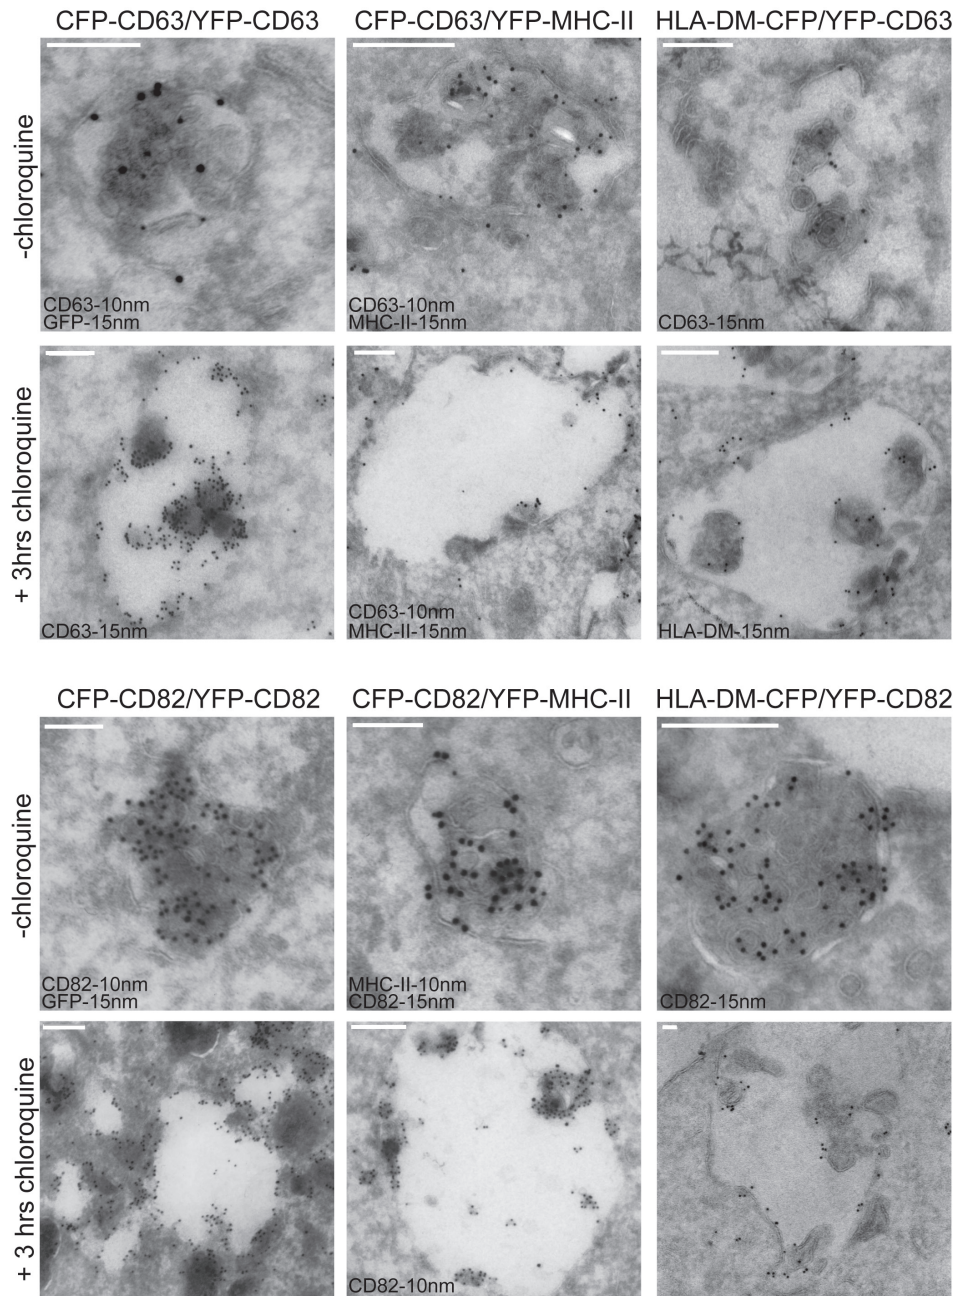 CFP-CD63/YFP-CD63 CFP-CD63/YFP-MHC-II HLA-DM-CFP/YFP-CD63
-chloroquine
CD63-10nm
GFP-15nm
CD63-10nm
MHC-II-15nm
CD63-15nm
+ 3hrs chloroquine
CD63-15nm
CD63-10nm
MHC-II-15nm
HLA-DM-15nm
CFP-CD82/YFP-CD82 CFP-CD82/YFP-MHC-II HLA-DM-CFP/YFP-CD82
-chloroquine
CD82-10nm
GFP-15nm
MHC-II-10nm
CD82-15nm
CD82-15nm
+ 3 hrs chloroquine
CD82-10nm